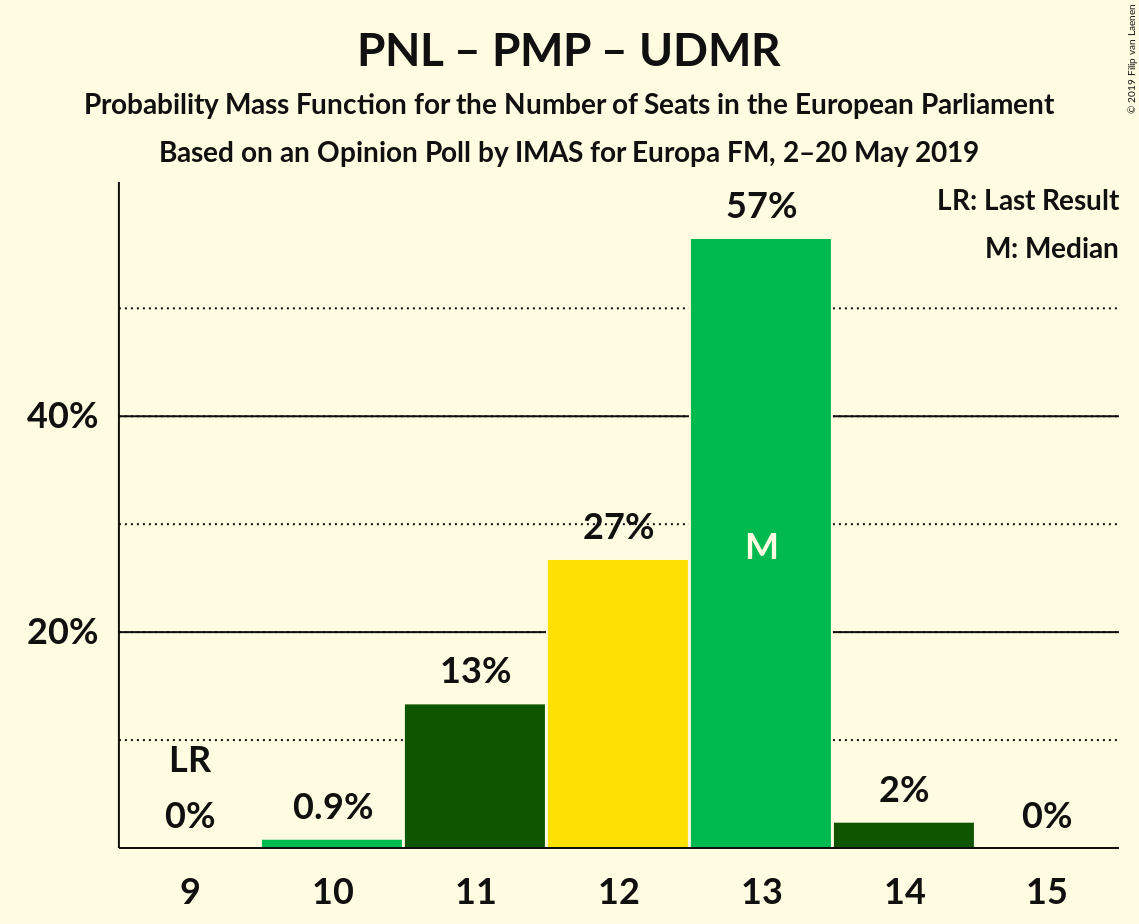 PNL – PMP – UDMR
Probability Mass Function for the Number of Seats in the European Parliament
Based on an Opinion Poll by IMAS for Europa FM, 2–20 May 2019
© 2019 Filip van Laenen
LR: Last Result
M: Median
57%
40%
27%
M
20%
13%
LR
0%
0.9%
2%
0%
9 10 11 12 13 14 15